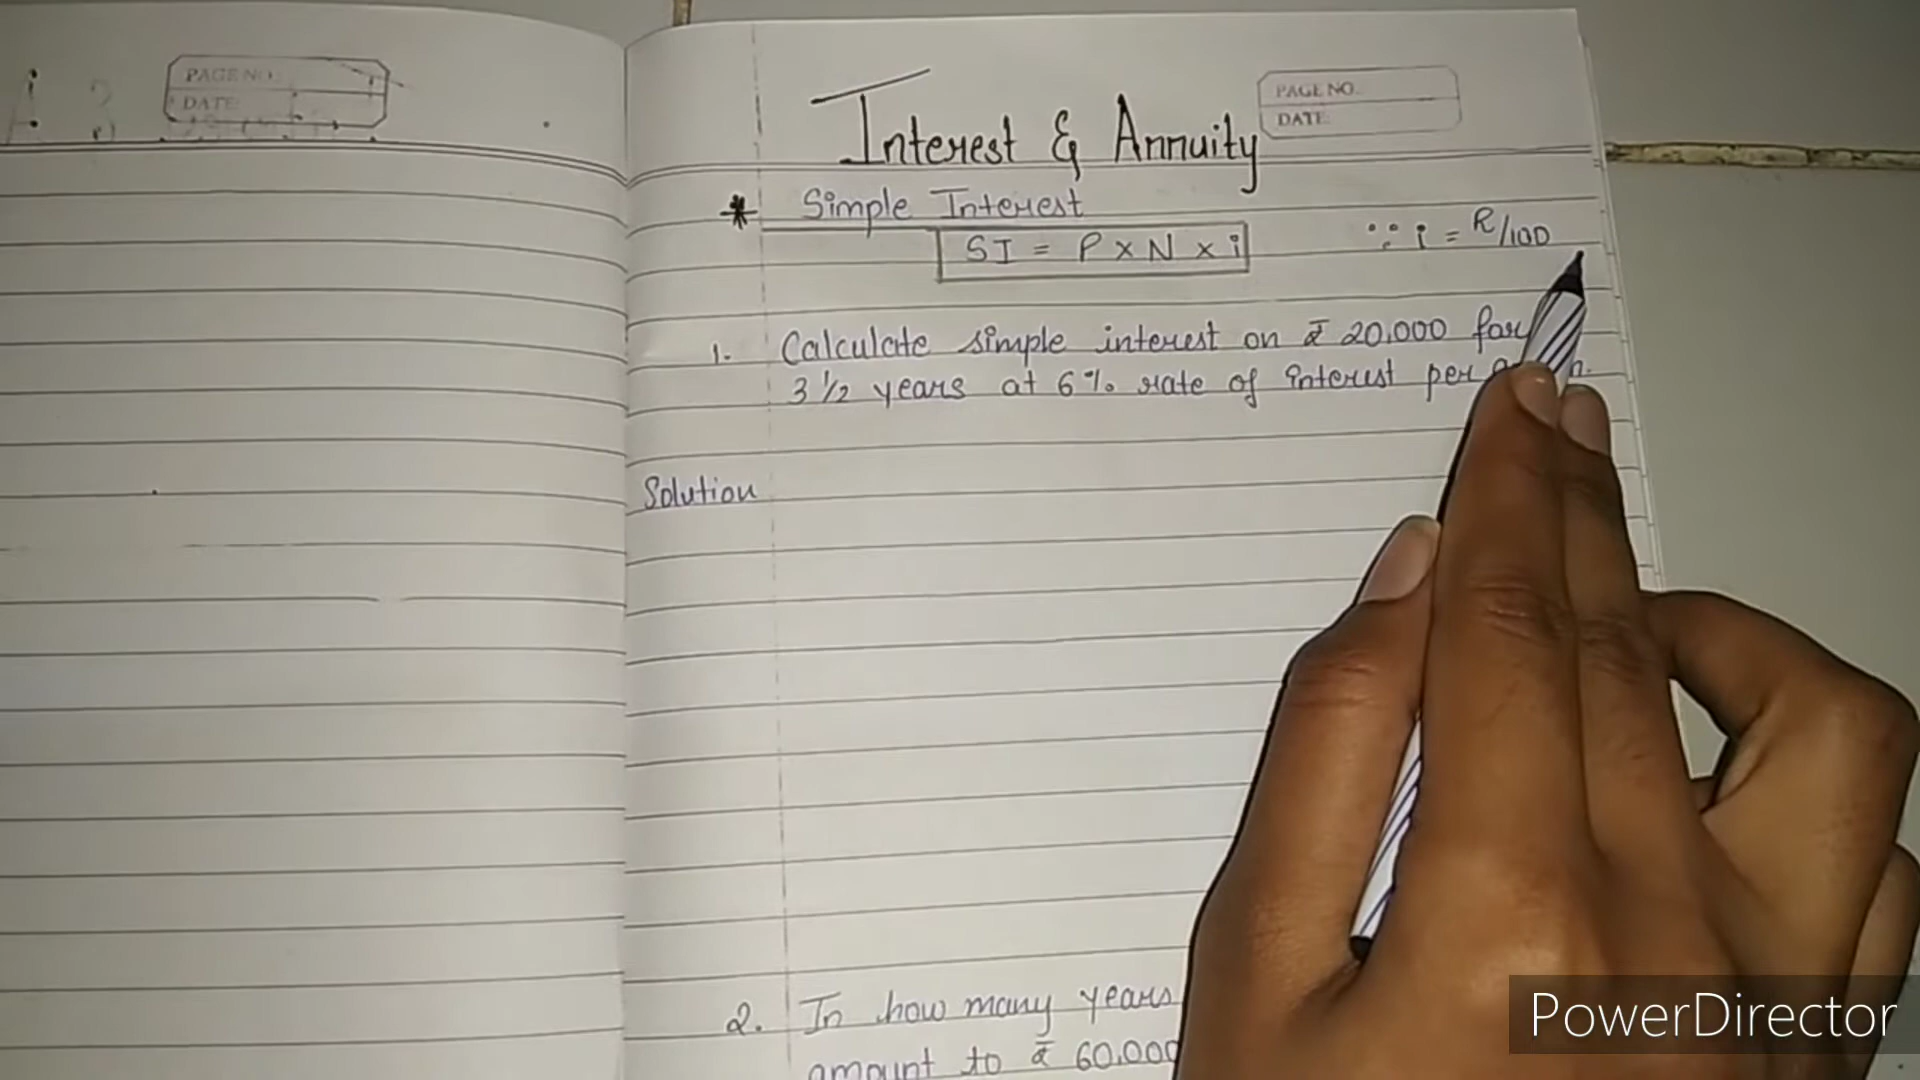 PAGE NO.
DATE:
Interest & Annuity
PAGE NO.
DATE:
* Simple Interest
SI = P × N × i
∵ i = R/100
1. Calculate simple interest on ₹ 20,000 for
3 1/2 years at 6% rate of interest per
Solution
2. In how many years
amount to ₹ 60,000
PowerDirector